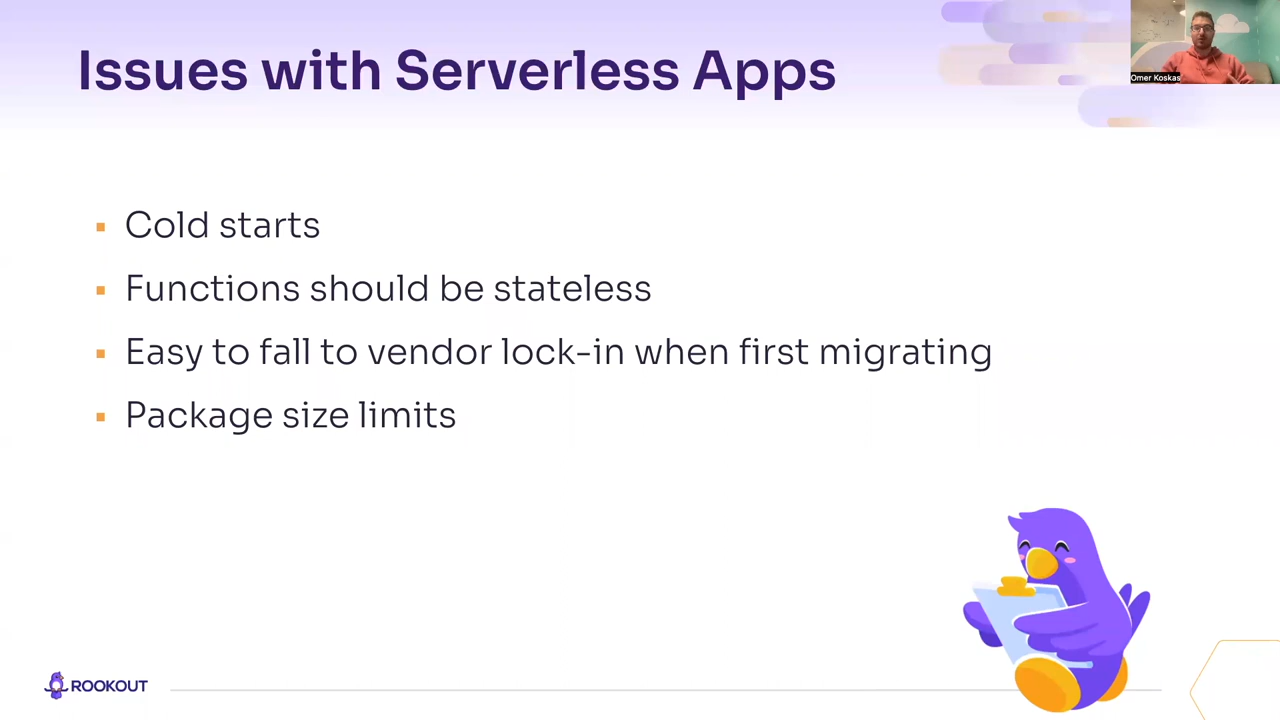 Issues with Serverless Apps
Omer Koskas
Cold starts
Functions should be stateless
Easy to fall to vendor lock-in when first migrating
Package size limits
ROOKOUT